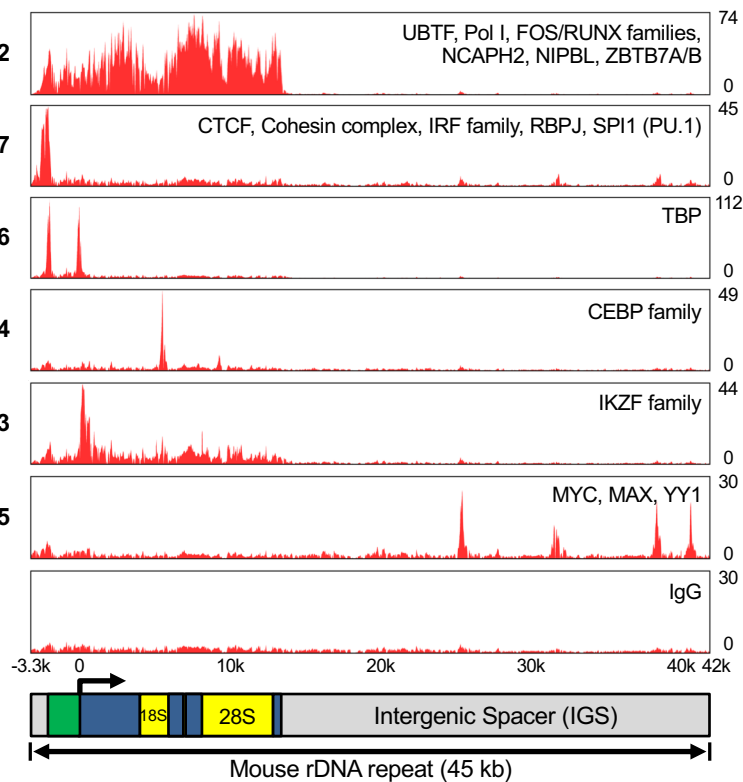 UBTF, Pol I, FOS/RUNX families,
NCAPH2, NIPBL, ZBTB7A/B
74
2
0
CTCF, Cohesin complex, IRF family, RBPJ, SPI1 (PU.1)
45
7
0
TBP
112
6
0
CEBP family
49
4
0
IKZF family
44
3
0
MYC, MAX, YY1
30
5
0
IgG
30
0
-3.3k 0 10k 20k 30k 40k 42k
18S 28S Intergenic Spacer (IGS)
Mouse rDNA repeat (45 kb)